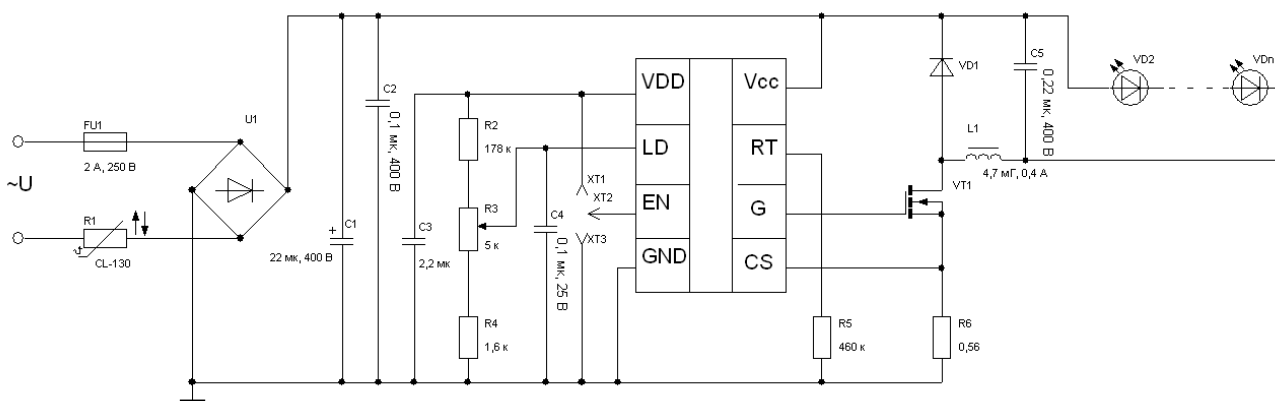 ~U
FU1
2 А, 250 В
R1
CL-130
U1
C1
22 мк, 400 В
C2
0,1 мк, 400 В
C3
2,2 мк
R2
178 к
R3
5 к
R4
1,6 к
C4
0,1 мк, 25 В
XT1
XT2
XT3
VDD
LD
EN
GND
Vcc
RT
G
CS
R5
460 к
R6
0,56
VT1
VD1
L1
4,7 мГ, 0,4 А
C5
0,22 мк, 400 В
VD2
VDn